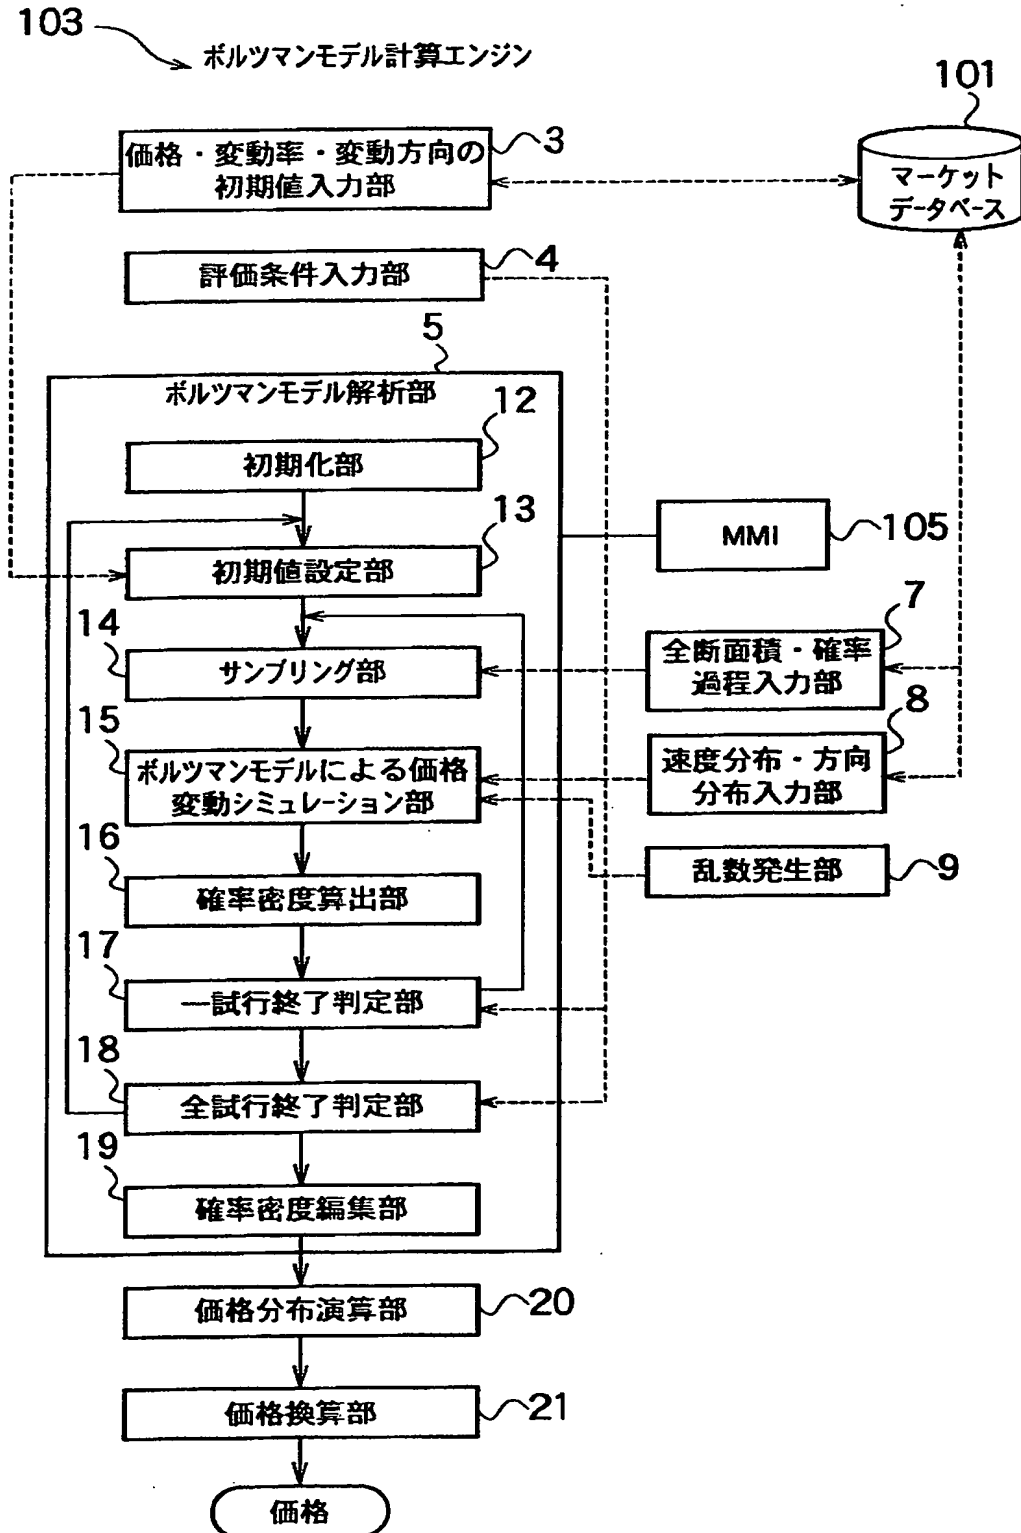 103
ボルツマンモデル計算エンジン
101
マーケット
データベース
価格・変動率・変動方向の
初期値入力部
3
評価条件入力部
4
5
ボルツマンモデル解析部
初期化部
12
初期値設定部
13
MMI
105
14
サンプリング部
全断面積・確率
過程入力部
7
15
ボルツマンモデルによる価格
変動シミュレーション部
速度分布・方向
分布入力部
8
16
確率密度算出部
乱数発生部
9
17
一試行終了判定部
18
全試行終了判定部
19
確率密度編集部
価格分布演算部
20
価格換算部
21
価格